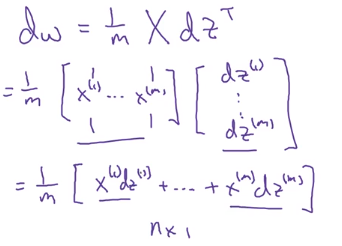 dw = 1/m X dz^T
= 1/m [ x^(1) ... x^(m) ] [ dz^(1) ⋮ dz^(m) ]
= 1/m [ x^(1)dz^(1) + ... + x^(m)dz^(m) ]
n × 1